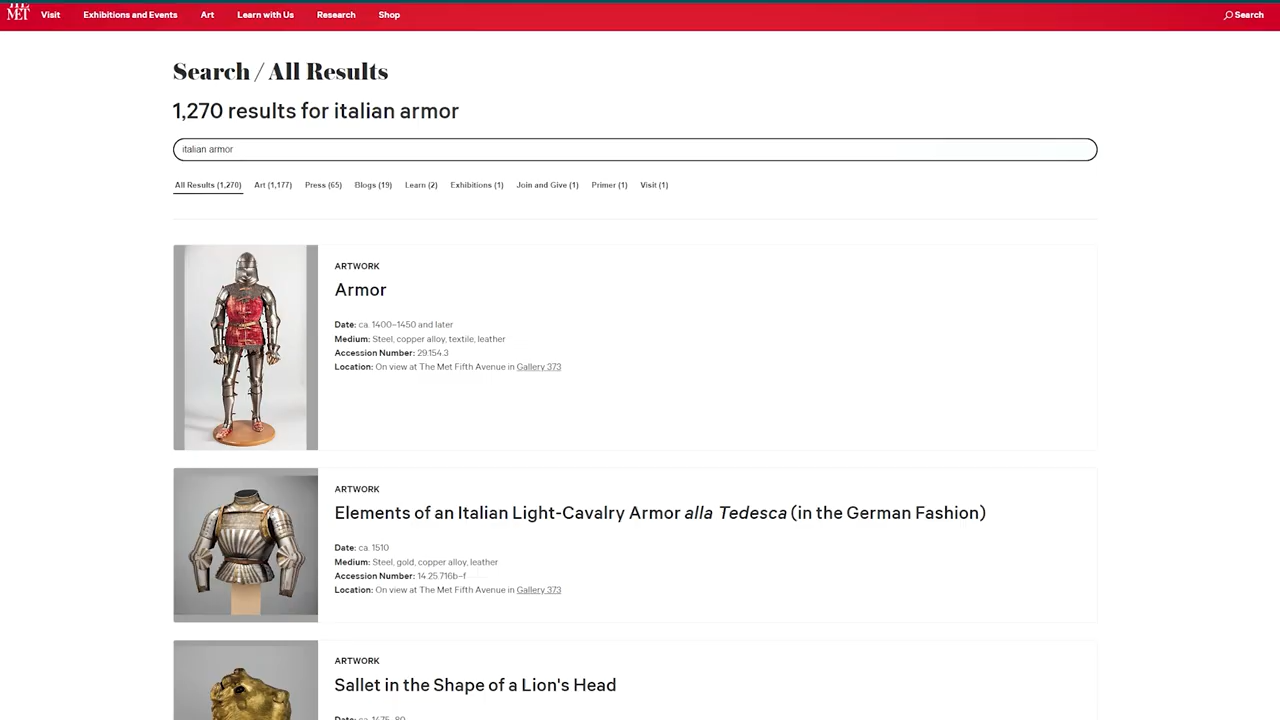 THE MET
Visit Exhibitions and Events Art Learn with Us Research Shop Search
Search / All Results
1,270 results for italian armor
italian armor
All Results (1,270) Art (1,177) Press (65) Blogs (19) Learn (2) Exhibitions (1) Join and Give (1) Primer (1) Visit (1)
ARTWORK
Armor
Date: ca. 1400–1450 and later
Medium: Steel, copper alloy, textile, leather
Accession Number: 29.154.3
Location: On view at The Met Fifth Avenue in Gallery 373
ARTWORK
Elements of an Italian Light-Cavalry Armor alla Tedesca (in the German Fashion)
Date: ca. 1510
Medium: Steel, gold, copper alloy, leather
Accession Number: 14.25.716b–f
Location: On view at The Met Fifth Avenue in Gallery 373
ARTWORK
Sallet in the Shape of a Lion's Head
Date: ca. 1475–80